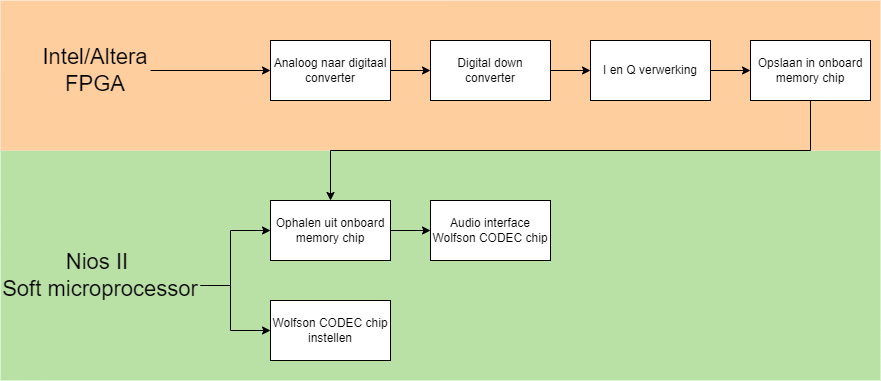 Intel/Altera
FPGA
Analoog naar digitaal
converter
Digital down
converter
I en Q verwerking
Opslaan in onboard
memory chip
Nios II
Soft microprocessor
Ophalen uit onboard
memory chip
Audio interface
Wolfson CODEC chip
Wolfson CODEC chip
instellen